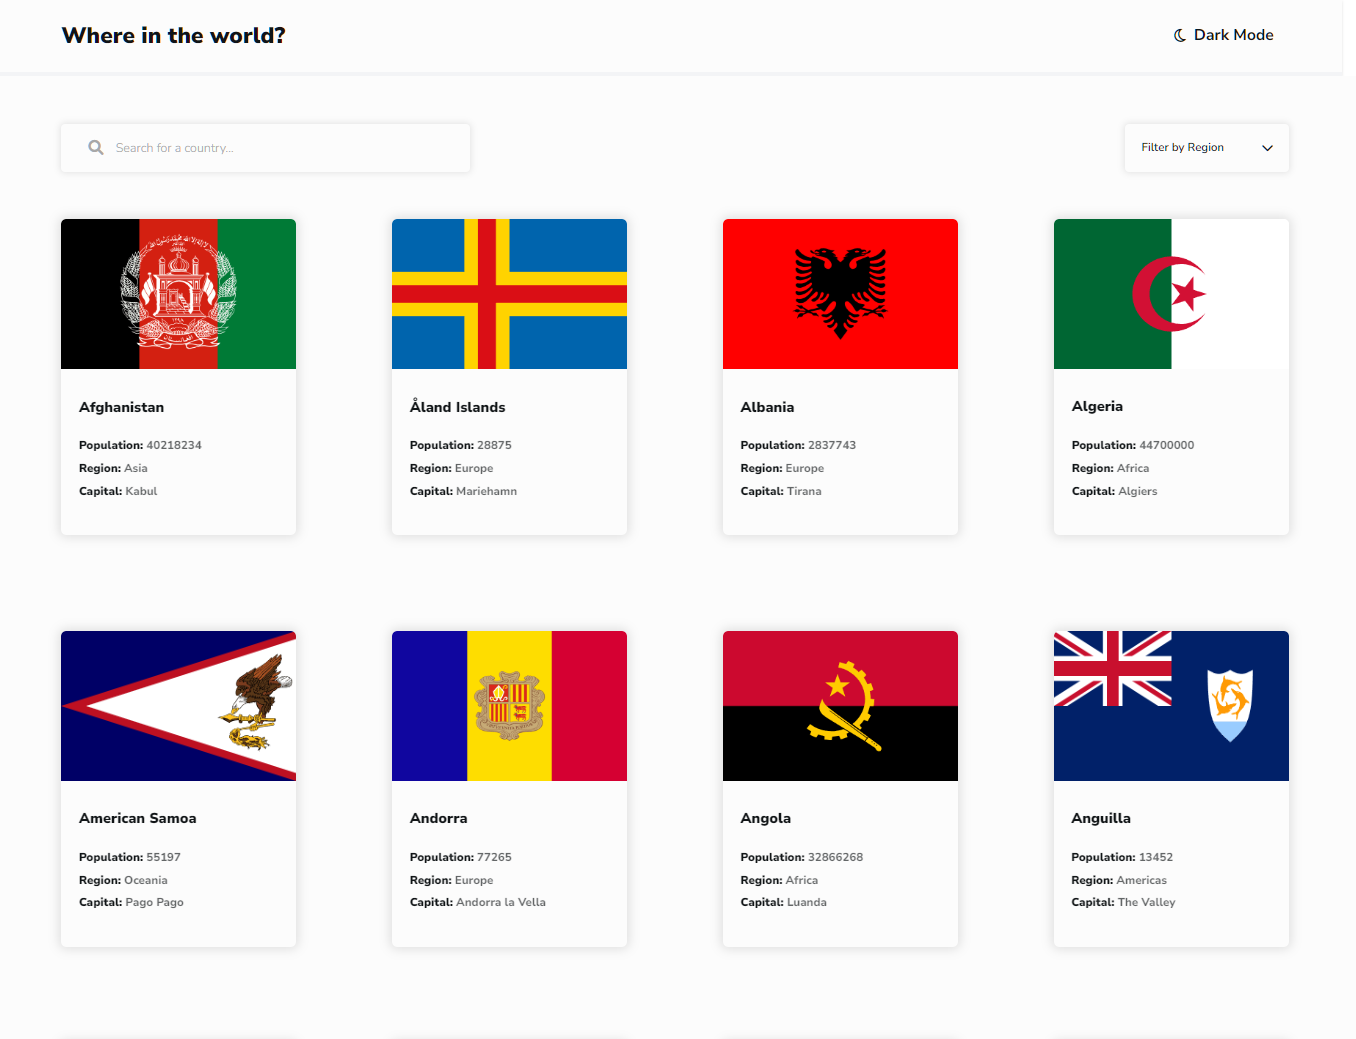 Where in the world?
Dark Mode
Search for a country...
Filter by Region
Afghanistan
Population: 40218234
Region: Asia
Capital: Kabul
Åland Islands
Population: 28875
Region: Europe
Capital: Mariehamn
Albania
Population: 2837743
Region: Europe
Capital: Tirana
Algeria
Population: 44700000
Region: Africa
Capital: Algiers
American Samoa
Population: 55197
Region: Oceania
Capital: Pago Pago
Andorra
Population: 77265
Region: Europe
Capital: Andorra la Vella
Angola
Population: 32866268
Region: Africa
Capital: Luanda
Anguilla
Population: 13452
Region: Americas
Capital: The Valley